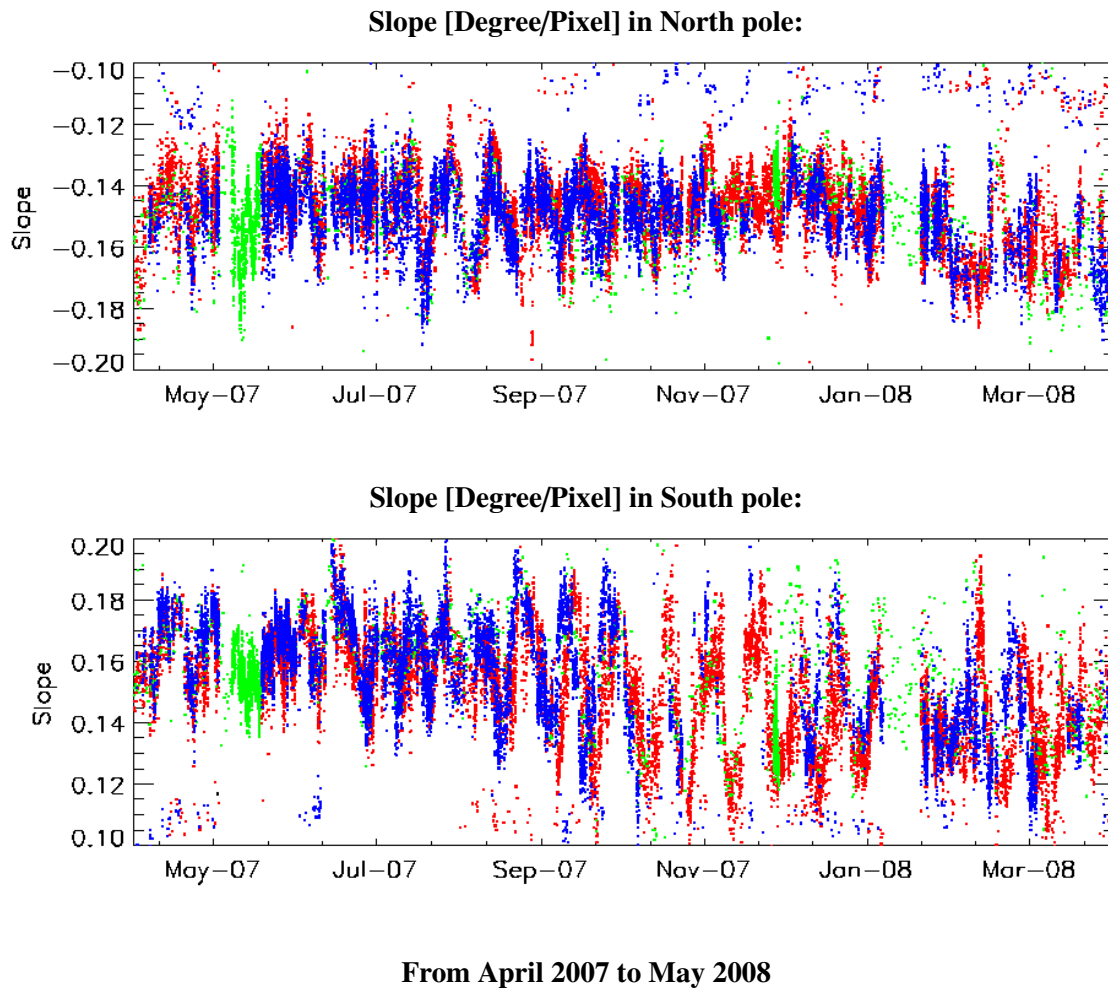 Slope [Degree/Pixel] in North pole:
−0.10
−0.12
−0.14
−0.16
−0.18
−0.20
Slope
May−07 Jul−07 Sep−07 Nov−07 Jan−08 Mar−08
Slope [Degree/Pixel] in South pole:
0.20
0.18
0.16
0.14
0.12
0.10
Slope
May−07 Jul−07 Sep−07 Nov−07 Jan−08 Mar−08
From April 2007 to May 2008